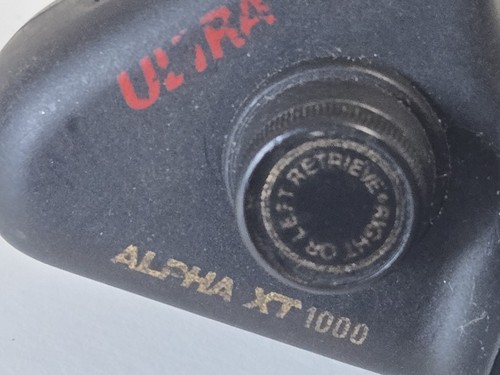 ULTRA
RIGHT OR LEFT RETRIEVE
ALPHA XT 1000